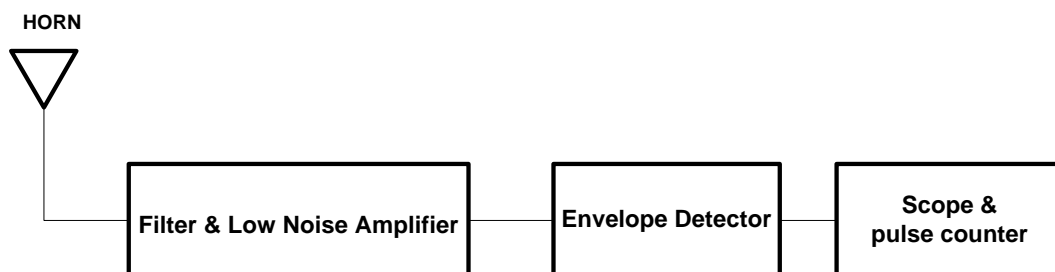 HORN
Filter & Low Noise Amplifier
Envelope Detector
Scope &
pulse counter